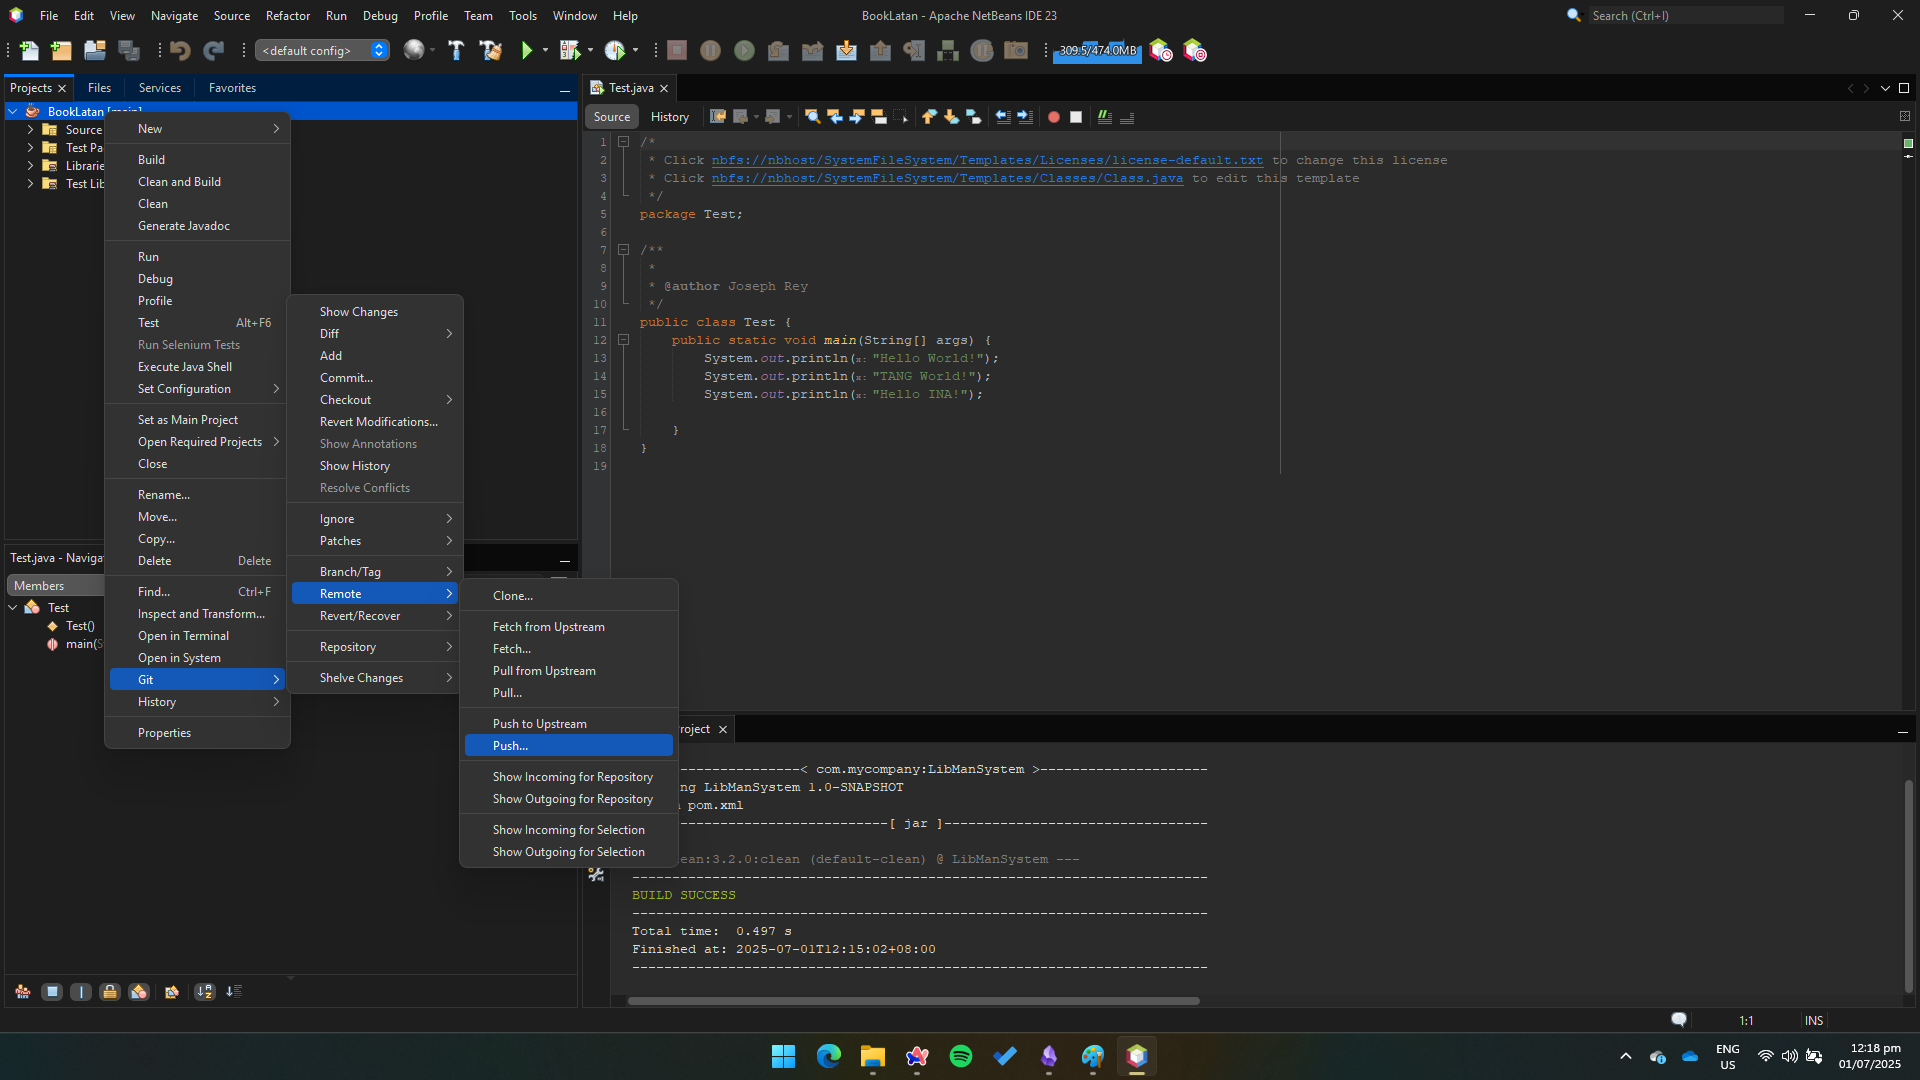 File Edit View Navigate Source Refactor Run Debug Profile Team Tools Window Help
BookLatan - Apache NetBeans IDE 23
Search (Ctrl+I)
<default config>
309.5/474.0MB
Projects Files Services Favorites
BookLatan [main]
Source
Test Pa
Librarie
Test Lib
New
Build
Clean and Build
Clean
Generate Javadoc
Run
Debug
Profile
Test Alt+F6
Run Selenium Tests
Execute Java Shell
Set Configuration
Set as Main Project
Open Required Projects
Close
Rename...
Move...
Copy...
Delete Delete
Find... Ctrl+F
Inspect and Transform...
Open in Terminal
Open in System
Git
History
Properties
Show Changes
Diff
Add
Commit...
Checkout
Revert Modifications...
Show Annotations
Show History
Resolve Conflicts
Ignore
Patches
Branch/Tag
Remote
Revert/Recover
Repository
Shelve Changes
Clone...
Fetch from Upstream
Fetch...
Pull from Upstream
Pull...
Push to Upstream
Push...
Show Incoming for Repository
Show Outgoing for Repository
Show Incoming for Selection
Show Outgoing for Selection
Test.java - Naviga
Members
Test
Test()
main(S
Test.java
Source History
1 /*
2 * Click nbfs://nbhost/SystemFileSystem/Templates/Licenses/license-default.txt to change this license
3 * Click nbfs://nbhost/SystemFileSystem/Templates/Classes/Class.java to edit this template
4 */
5 package Test;
6
7 /**
8 *
9 * @author Joseph Rey
10 */
11 public class Test {
12 public static void main(String[] args) {
13 System.out.println(x: "Hello World!");
14 System.out.println(x: "TANG World!");
15 System.out.println(x: "Hello INA!");
16
17 }
18 }
19
roject
---------------< com.mycompany:LibManSystem >---------------------
ng LibManSystem 1.0-SNAPSHOT
pom.xml
--------------------------[ jar ]---------------------------------
ean:3.2.0:clean (default-clean) @ LibManSystem ---
------------------------------------------------------------------------
BUILD SUCCESS
------------------------------------------------------------------------
Total time: 0.497 s
Finished at: 2025-07-01T12:15:02+08:00
------------------------------------------------------------------------
1:1 INS
ENG
US
12:18 pm
01/07/2025